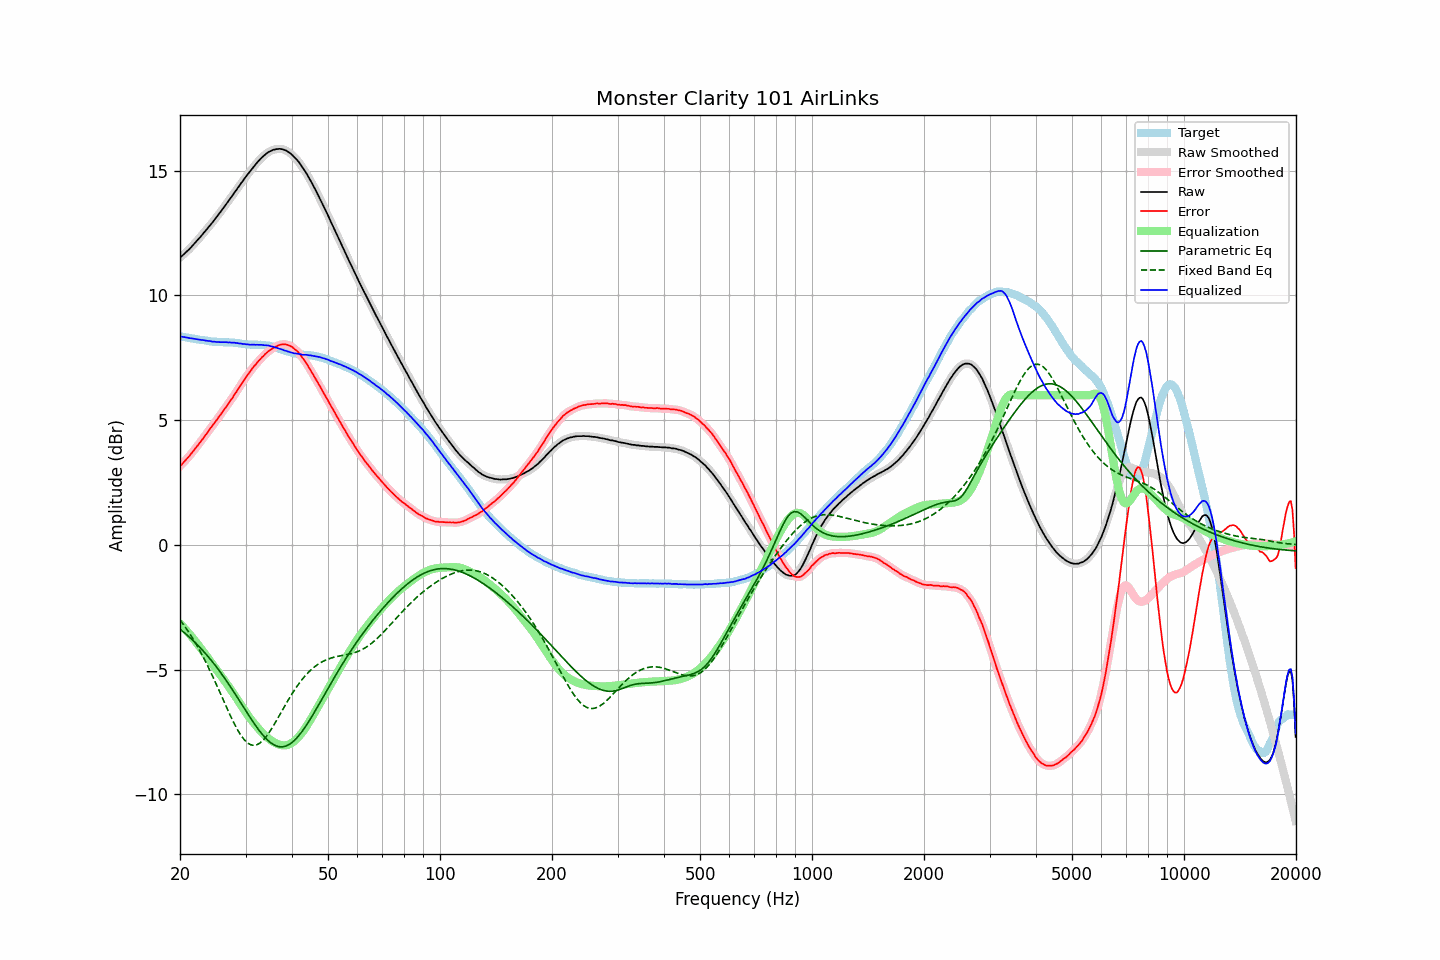 Monster Clarity 101 AirLinks
Target
Raw Smoothed
Error Smoothed
Raw
Error
Equalization
Parametric Eq
Fixed Band Eq
Equalized
Amplitude (dBr)
15
10
5
0
−5
−10
20 50 100 200 500 1000 2000 5000 10000 20000
Frequency (Hz)